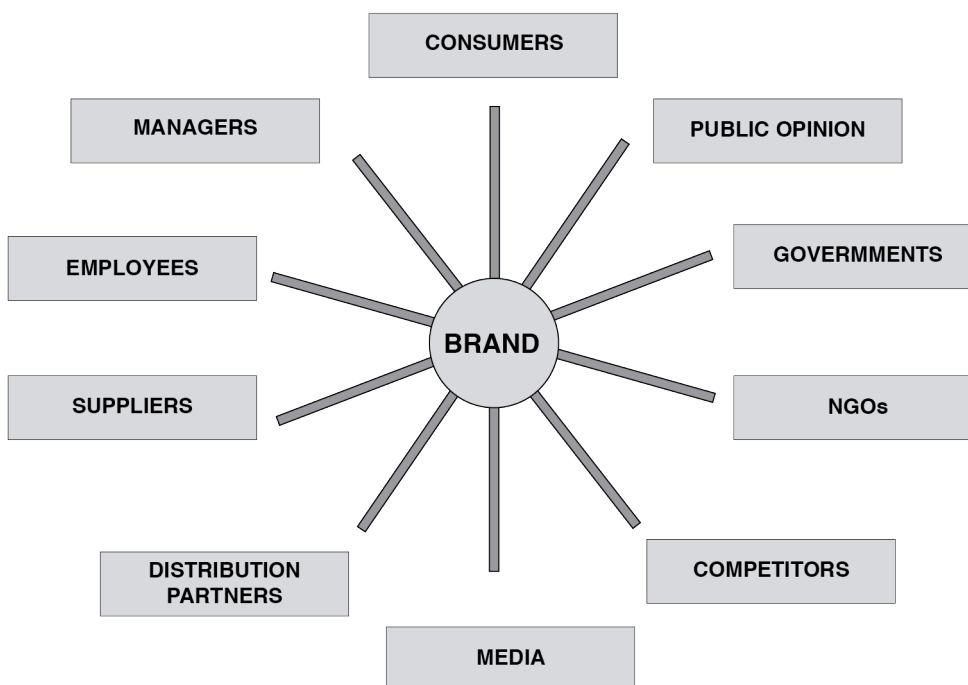 CONSUMERS
MANAGERS
PUBLIC OPINION
EMPLOYEES
GOVERMMENTS
BRAND
SUPPLIERS
NGOs
DISTRIBUTION
PARTNERS
COMPETITORS
MEDIA